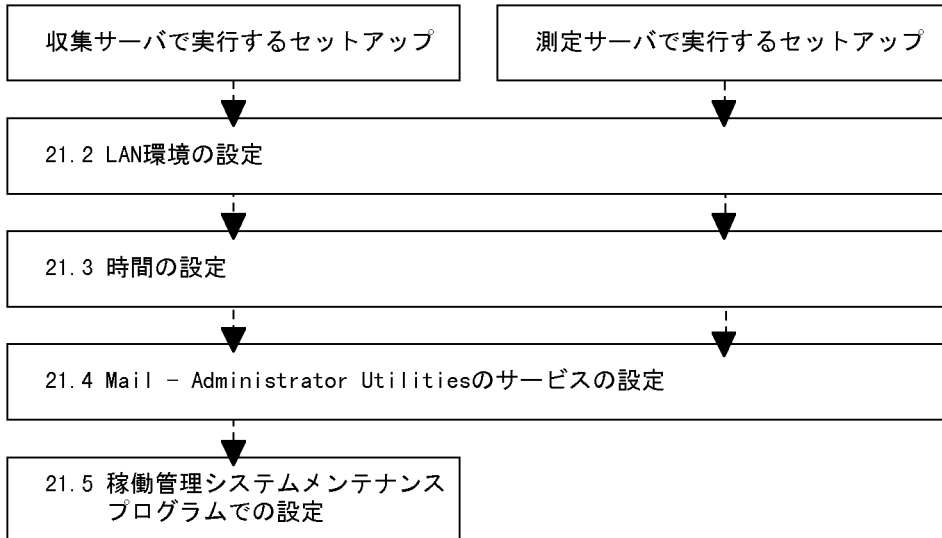 収集サーバで実行するセットアップ
測定サーバで実行するセットアップ
21.2 LAN環境の設定
21.3 時間の設定
21.4 Mail − Administrator Utilitiesのサービスの設定
21.5 稼働管理システムメンテナンス
プログラムでの設定